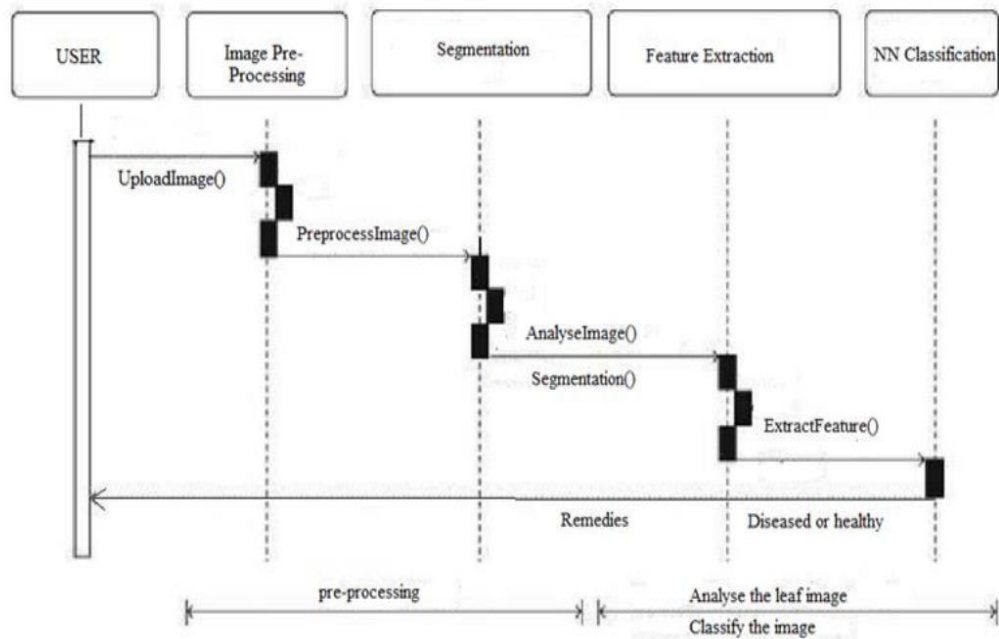 USER
Image Pre-
Processing
Segmentation
Feature Extraction
NN Classification
UploadImage()
PreprocessImage()
AnalyseImage()
Segmentation()
ExtractFeature()
Remedies
Diseased or healthy
pre-processing
Analyse the leaf image
Classify the image